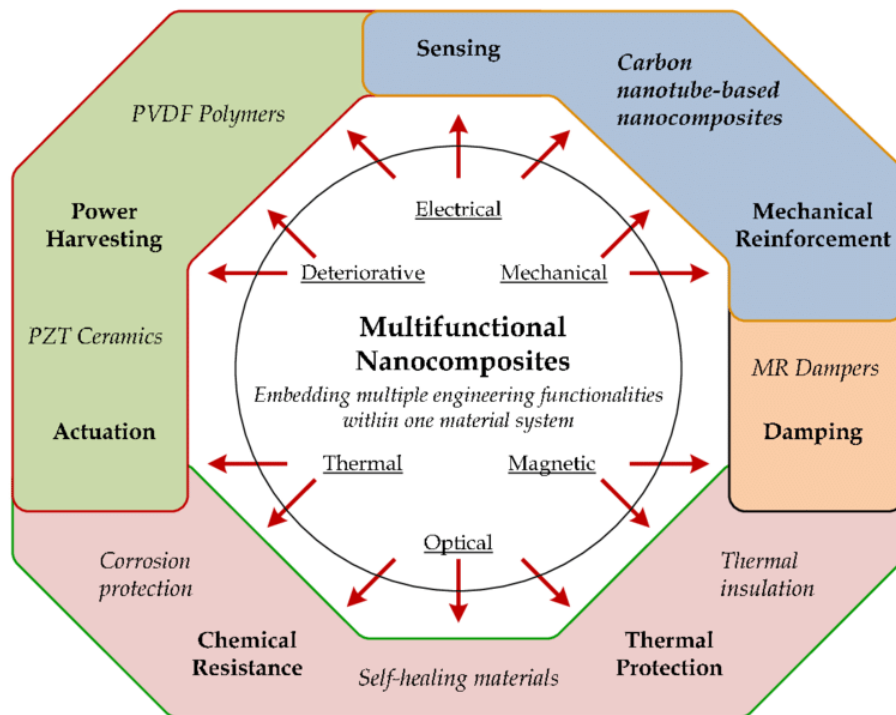 Sensing
Carbon
nanotube-based
nanocomposites
PVDF Polymers
Power
Harvesting
Mechanical
Reinforcement
Electrical
Deteriorative
Mechanical
Multifunctional
Nanocomposites
Embedding multiple engineering functionalities
within one material system
PZT Ceramics
MR Dampers
Actuation
Damping
Thermal
Magnetic
Optical
Corrosion
protection
Thermal
insulation
Chemical
Resistance
Thermal
Protection
Self-healing materials